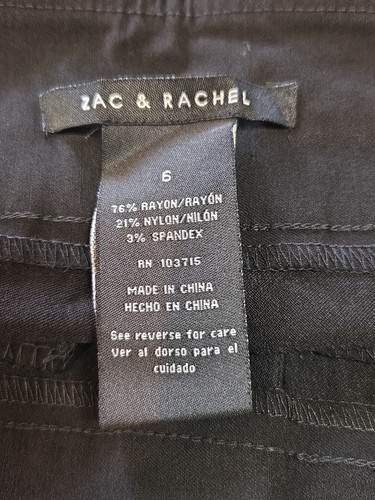 ZAC & RACHEL
6
76% RAYON/RAYÓN
21% NYLON/NILÓN
3% SPANDEX
RN 103715
MADE IN CHINA
HECHO EN CHINA
See reverse for care
Ver al dorso para el
cuidado